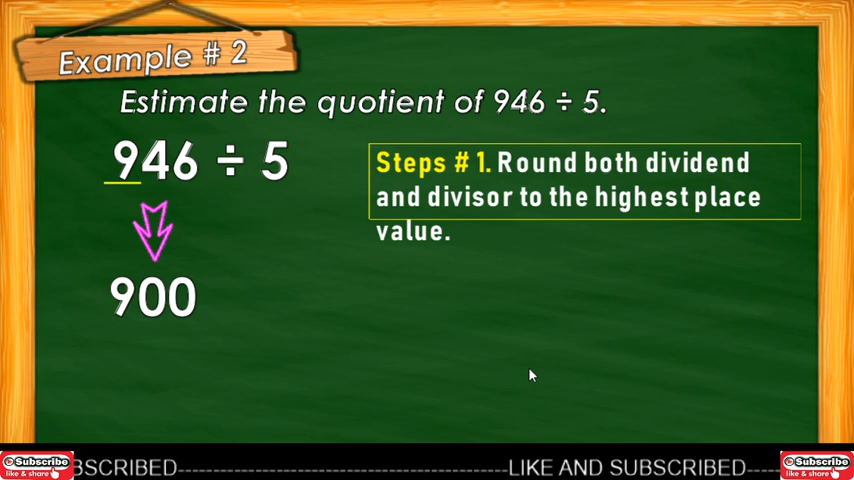 Example # 2
Estimate the quotient of 946 ÷ 5.
946 ÷ 5
Steps # 1. Round both dividend
and divisor to the highest place
value.
900
Subscribe
like & share
BSCRIBED-----------------------------------------------LIKE AND SUBSCRIBED-----
Subscribe
like & share